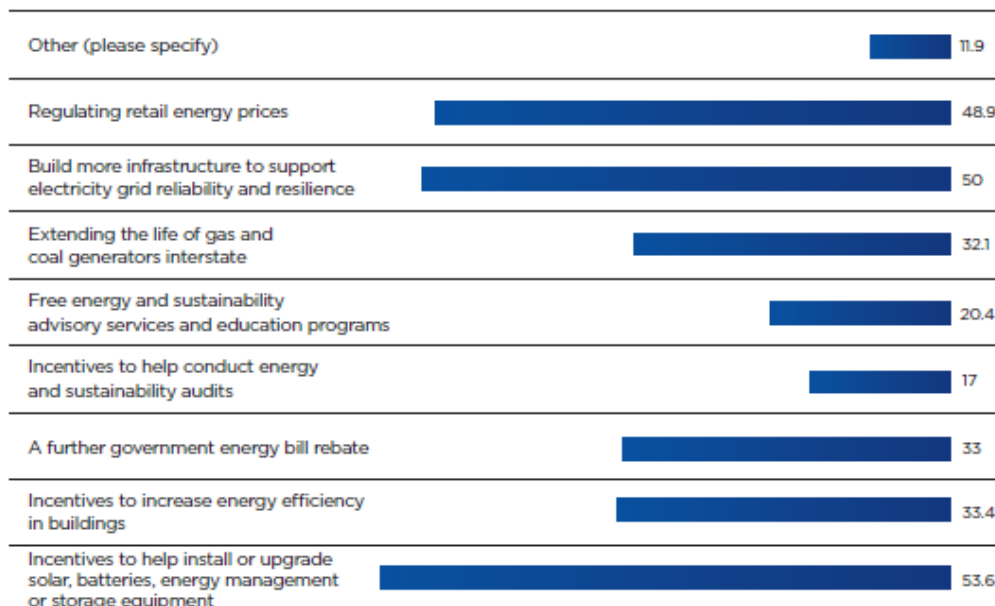 Other (please specify)
11.9
Regulating retail energy prices
48.9
Build more infrastructure to support
electricity grid reliability and resilience
50
Extending the life of gas and
coal generators interstate
32.1
Free energy and sustainability
advisory services and education programs
20.4
Incentives to help conduct energy
and sustainability audits
17
A further government energy bill rebate
33
Incentives to increase energy efficiency
in buildings
33.4
Incentives to help install or upgrade
solar, batteries, energy management
or storage equipment
53.6